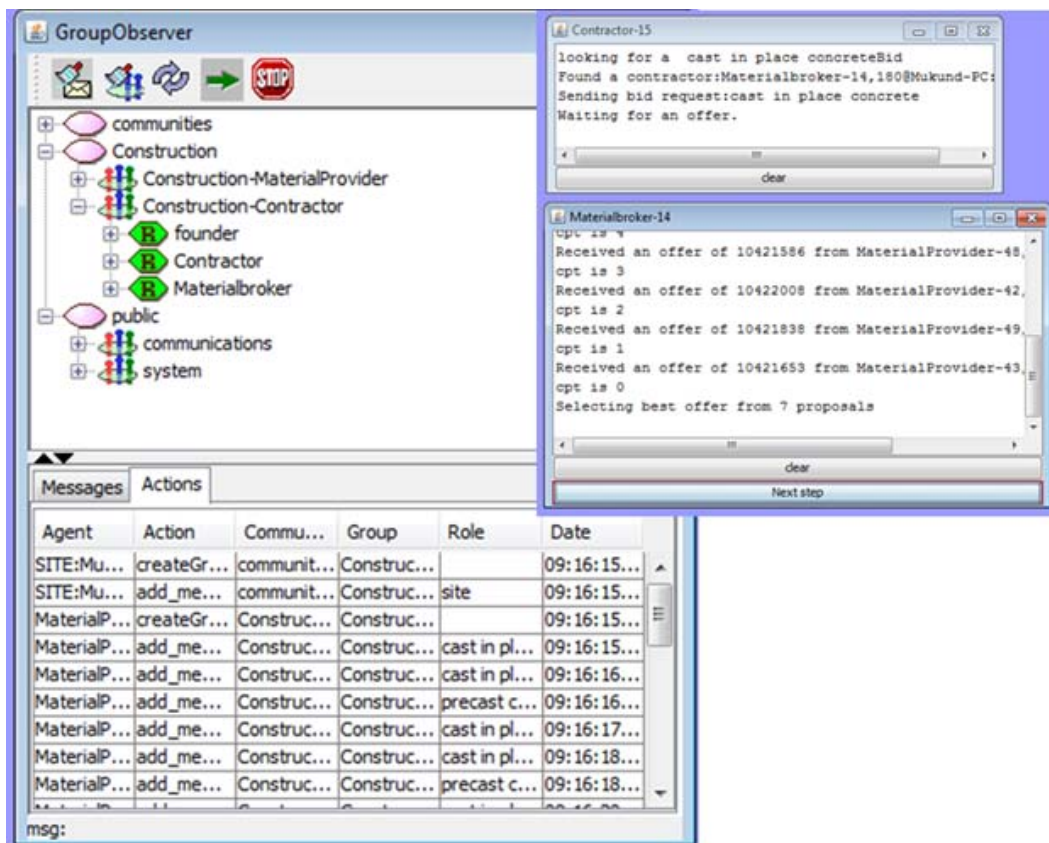 GroupObserver
STOP
communities
Construction
Construction-MaterialProvider
Construction-Contractor
R founder
R Contractor
R Materialbroker
public
communications
system
Messages Actions
Agent Action Commu... Group Role Date
SITE:Mu... createGr... communit... Construc... 09:16:15...
SITE:Mu... add_me... communit... Construc... site 09:16:15...
MaterialP... createGr... Construc... Construc... 09:16:15...
MaterialP... add_me... Construc... Construc... cast in pl... 09:16:16...
MaterialP... add_me... Construc... Construc... cast in pl... 09:16:16...
MaterialP... add_me... Construc... Construc... precast c... 09:16:16...
MaterialP... add_me... Construc... Construc... cast in pl... 09:16:17...
MaterialP... add_me... Construc... Construc... cast in pl... 09:16:18...
MaterialP... add_me... Construc... Construc... precast c... 09:16:18...
msg:
Contractor-15
looking for a cast in place concreteBid
Found a contractor:Materialbroker-14,180@Mukund-PC:
Sending bid request:cast in place concrete
Waiting for an offer.
clear
Materialbroker-14
cpt is 4
Received an offer of 10421586 from MaterialProvider-48,
cpt is 3
Received an offer of 10422008 from MaterialProvider-42,
cpt is 2
Received an offer of 10421838 from MaterialProvider-49,
cpt is 1
Received an offer of 10421653 from MaterialProvider-43,
cpt is 0
Selecting best offer from 7 proposals
clear
Next step